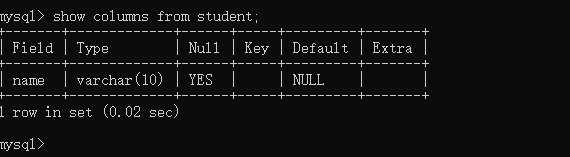 mysql> show columns from student;
+-------+-------------+------+-----+---------+-------+
| Field | Type | Null | Key | Default | Extra |
+-------+-------------+------+-----+---------+-------+
| name | varchar(10) | YES | | NULL | |
+-------+-------------+------+-----+---------+-------+
1 row in set (0.02 sec)
mysql>